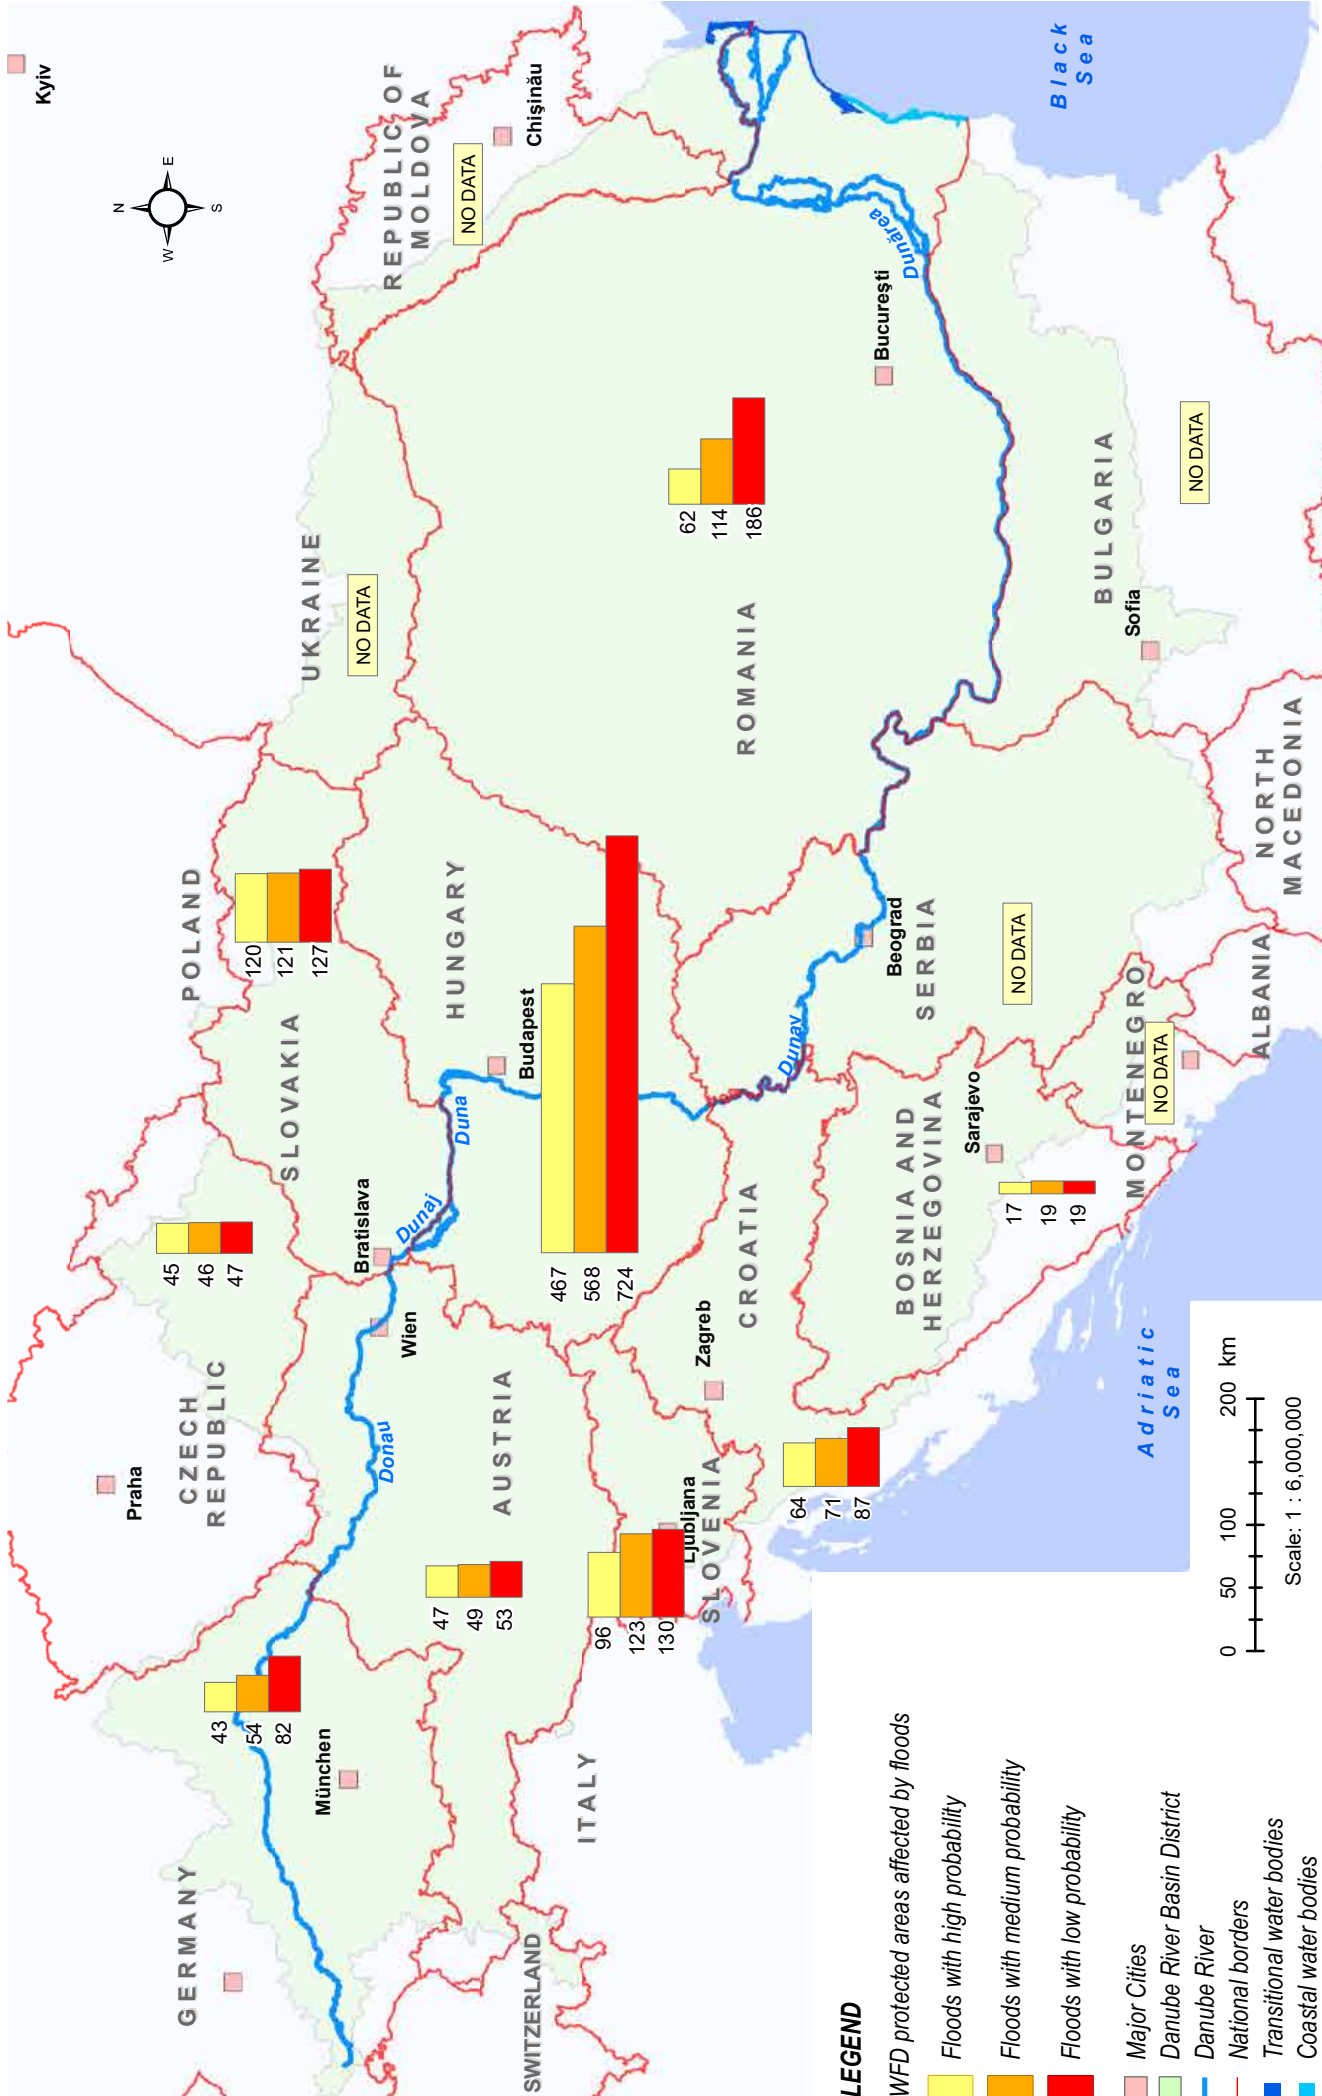 Kyiv
N
W
E
S
REPUBLIC OF
MOLDOVA
NO DATA
Chişinău
UKRAINE
NO DATA
POLAND
120
121
127
SLOVAKIA
CZECH
REPUBLIC
Praha
45
46
47
GERMANY
43
54
82
München
Donau
Wien
Bratislava
Dunaj
Duna
Budapest
HUNGARY
467
568
724
AUSTRIA
47
49
53
SWITZERLAND
ITALY
96
123
130
Ljubljana
SLOVENIA
Zagreb
CROATIA
64
71
87
BOSNIA AND
HERZEGOVINA
Sarajevo
17
19
19
Dunav
Beograd
SERBIA
NO DATA
MONTENEGRO
NO DATA
ALBANIA
NORTH
MACEDONIA
ROMANIA
62
114
186
Bucureşti
Dunărea
BULGARIA
Sofia
NO DATA
Black
Sea
Adriatic
Sea
LEGEND
WFD protected areas affected by floods
Floods with high probability
Floods with medium probability
Floods with low probability
Major Cities
Danube River Basin District
Danube River
National borders
Transitional water bodies
Coastal water bodies
0 50 100 200 km
Scale: 1 : 6,000,000